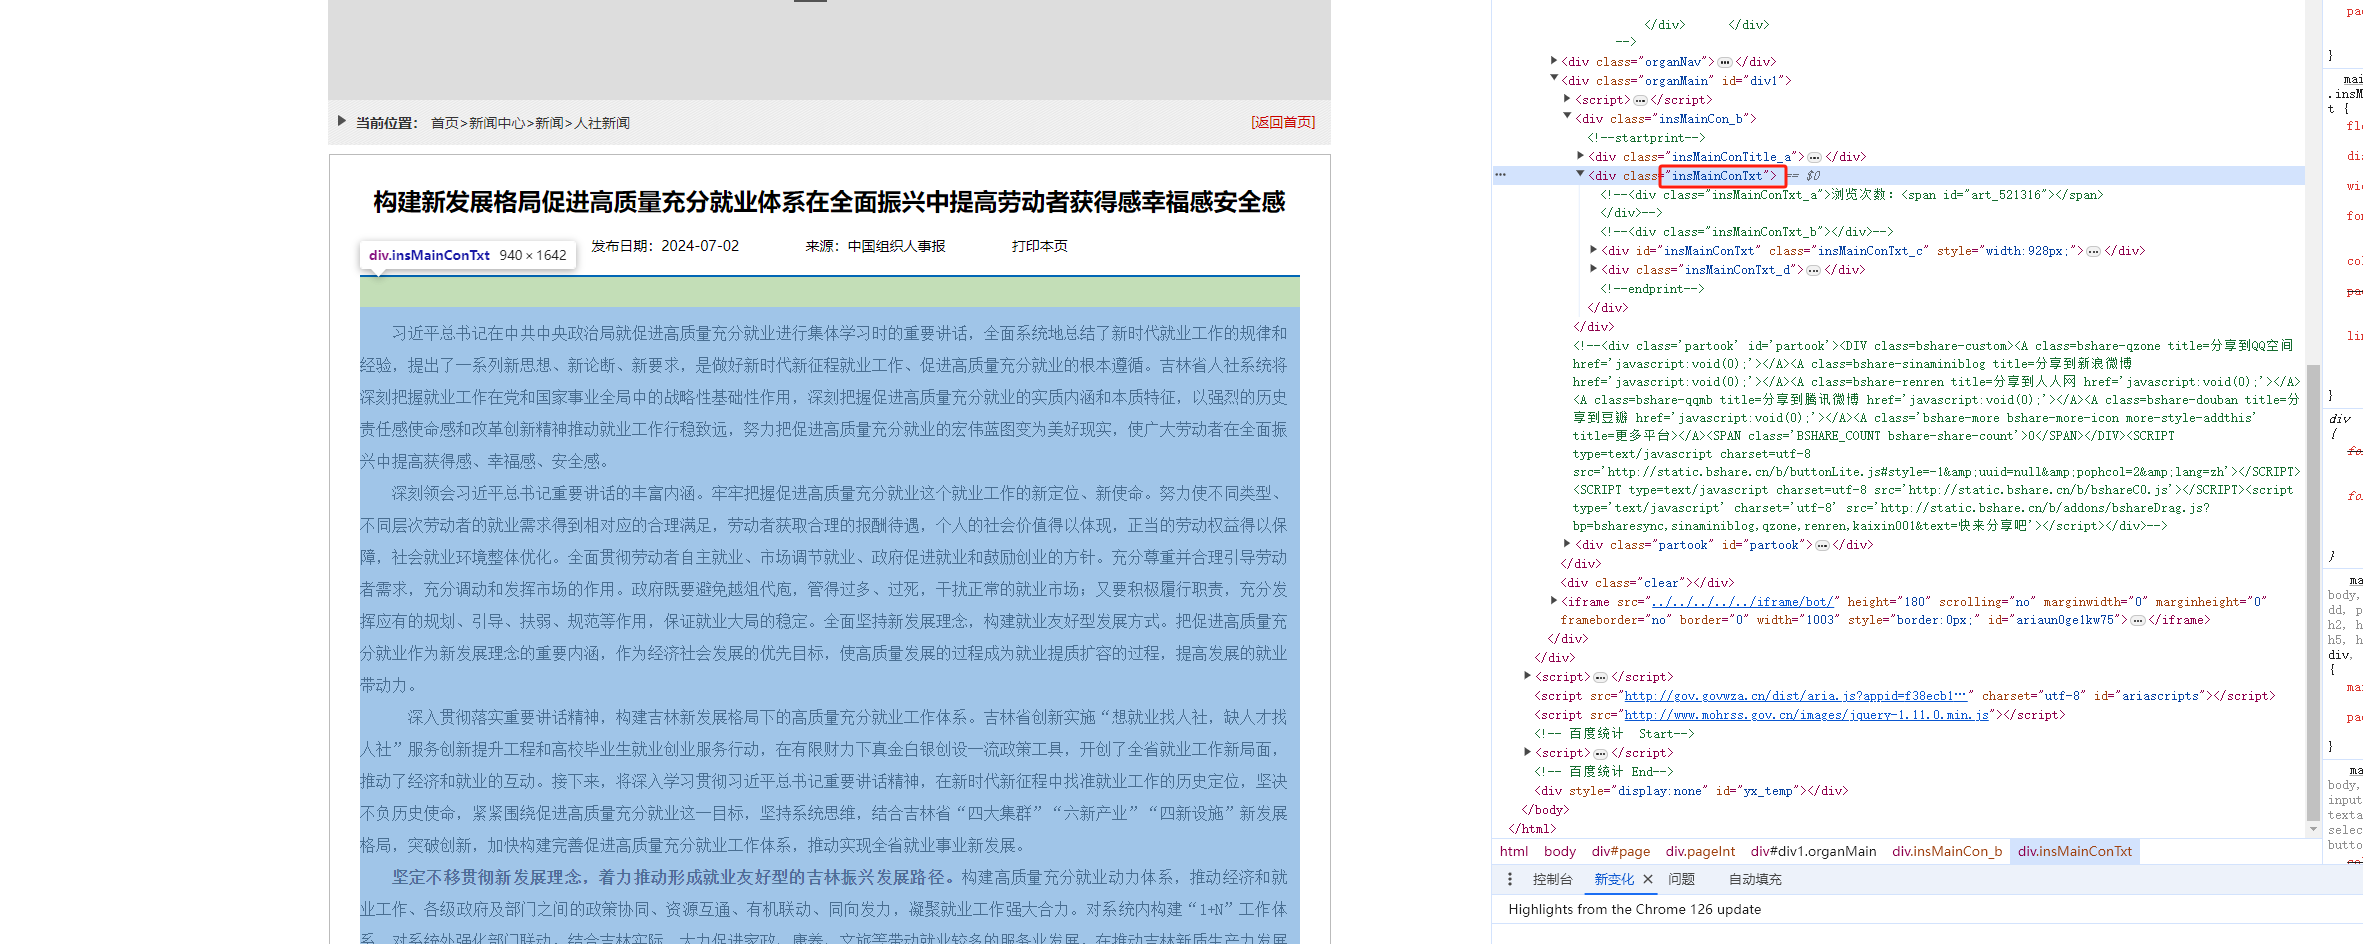 当前位置： 首页>新闻中心>新闻>人社新闻
[返回首页]
构建新发展格局促进高质量充分就业体系在全面振兴中提高劳动者获得感幸福感安全感
div.insMainConTxt 940 × 1642
发布日期：2024-07-02 来源：中国组织人事报 打印本页
习近平总书记在中共中央政治局就促进高质量充分就业进行集体学习时的重要讲话，全面系统地总结了新时代就业工作的规律和
经验，提出了一系列新思想、新论断、新要求，是做好新时代新征程就业工作、促进高质量充分就业的根本遵循。吉林省人社系统将
深刻把握就业工作在党和国家事业全局中的战略性基础性作用，深刻把握促进高质量充分就业的实质内涵和本质特征，以强烈的历史
责任感使命感和改革创新精神推动就业工作行稳致远，努力把促进高质量充分就业的宏伟蓝图变为美好现实，使广大劳动者在全面振
兴中提高获得感、幸福感、安全感。
深刻领会习近平总书记重要讲话的丰富内涵。牢牢把握促进高质量充分就业这个就业工作的新定位、新使命。努力使不同类型、
不同层次劳动者的就业需求得到相对应的合理满足，劳动者获取合理的报酬待遇，个人的社会价值得以体现，正当的劳动权益得以保
障，社会就业环境整体优化。全面贯彻劳动者自主就业、市场调节就业、政府促进就业和鼓励创业的方针。充分尊重并合理引导劳动
者需求，充分调动和发挥市场的作用。政府既要避免越俎代庖，管得过多、过死，干扰正常的就业市场；又要积极履行职责，充分发
挥应有的规划、引导、扶弱、规范等作用，保证就业大局的稳定。全面坚持新发展理念，构建就业友好型发展方式。把促进高质量充
分就业作为新发展理念的重要内涵，作为经济社会发展的优先目标，使高质量发展的过程成为就业提质扩容的过程，提高发展的就业
带动力。
深入贯彻落实重要讲话精神，构建吉林新发展格局下的高质量充分就业工作体系。吉林省创新实施“想就业找人社，缺人才找
人社”服务创新提升工程和高校毕业生就业创业服务行动，在有限财力下真金白银创设一流政策工具，开创了全省就业工作新局面，
推动了经济和就业的互动。接下来，将深入学习贯彻习近平总书记重要讲话精神，在新时代新征程中找准就业工作的历史定位，坚决
不负历史使命，紧紧围绕促进高质量充分就业这一目标，坚持系统思维，结合吉林省“四大集群”“六新产业”“四新设施”新发展
格局，突破创新，加快构建完善促进高质量充分就业工作体系，推动实现全省就业事业新发展。
坚定不移贯彻新发展理念，着力推动形成就业友好型的吉林振兴发展路径。构建高质量充分就业动力体系，推动经济和就
业工作、各级政府及部门之间的政策协同、资源互通、有机联动、同向发力，凝聚就业工作强大合力。对系统内构建“1+N”工作体
系，对系统外强化部门联动，结合吉林实际，大力促进家政、康养、文旅等带动就业较多的服务业发展，在推动吉林新质生产力发展
</div> </div>
-->
<div class="organNav"></div>
<div class="organMain" id="div1">
<script></script>
<div class="insMainCon_b">
<!--startprint-->
<div class="insMainConTitle_a"></div>
<div class="insMainConTxt"> == $0
<!--<div class="insMainConTxt_a">浏览次数：<span id="art_521316"></span>
</div>-->
<!--<div class="insMainConTxt_b"></div>-->
<div id="insMainConTxt" class="insMainConTxt_c" style="width:928px;"></div>
<div class="insMainConTxt_d"></div>
<!--endprint-->
</div>
</div>
<!--<div class='partook' id='partook'><DIV class=bshare-custom><A class=bshare-qzone title=分享到QQ空间
href='javascript:void(0);'></A><A class=bshare-sinaminiblog title=分享到新浪微博
href='javascript:void(0);'></A><A class=bshare-renren title=分享到人人网 href='javascript:void(0);'></A>
<A class=bshare-qqmb title=分享到腾讯微博 href='javascript:void(0);'></A><A class=bshare-douban title=分
享到豆瓣 href='javascript:void(0);'></A><A class='bshare-more bshare-more-icon more-style-addthis'
title=更多平台></A><SPAN class='BSHARE_COUNT bshare-share-count'>0</SPAN></DIV><SCRIPT
type=text/javascript charset=utf-8
src='http://static.bshare.cn/b/buttonLite.js#style=-1&amp;uuid=null&amp;pophcol=2&amp;lang=zh'></SCRIPT>
<SCRIPT type=text/javascript charset=utf-8 src='http://static.bshare.cn/b/bshareC0.js'></SCRIPT><script
type='text/javascript' charset='utf-8' src='http://static.bshare.cn/b/addons/bshareDrag.js?
bp=bsharesync,sinaminiblog,qzone,renren,kaixin001&text=快来分享吧'></script></div>-->
<div class="partook" id="partook"></div>
</div>
<div class="clear"></div>
<iframe src="../../../../../iframe/bot/" height="180" scrolling="no" marginwidth="0" marginheight="0"
frameborder="no" border="0" width="1003" style="border:0px;" id="ariaun0ge1kw75"></iframe>
</div>
</div>
<script></script>
<script src="http://gov.govwza.cn/dist/aria.js?appid=f38ecb1…" charset="utf-8" id="ariascripts"></script>
<script src="http://www.mohrss.gov.cn/images/jquery-1.11.0.min.js"></script>
<!-- 百度统计 Start-->
<script></script>
<!-- 百度统计 End-->
<div style="display:none" id="yx_temp"></div>
</body>
</html>
html body div#page div.pageInt div#div1.organMain div.insMainCon_b div.insMainConTxt
控制台 新变化 问题 自动填充
Highlights from the Chrome 126 update
}
.insM
t {
}
div
{
}
body,
dd, p
h2, h
h5, h
div,
{
}
body,
input
texta
selec
butto